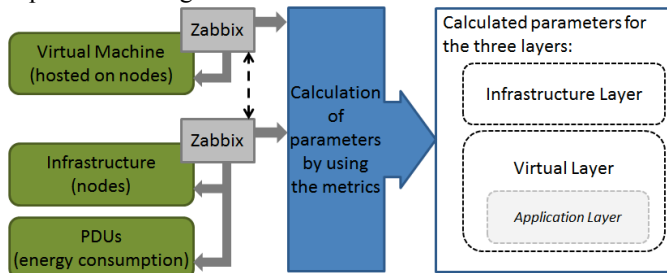 Zabbix
Virtual Machine
(hosted on nodes)
Zabbix
Infrastructure
(nodes)
PDUs
(energy consumption)
Calculation
of
parameters
by using
the metrics
Calculated parameters for
the three layers:
Infrastructure Layer
Virtual Layer
Application Layer